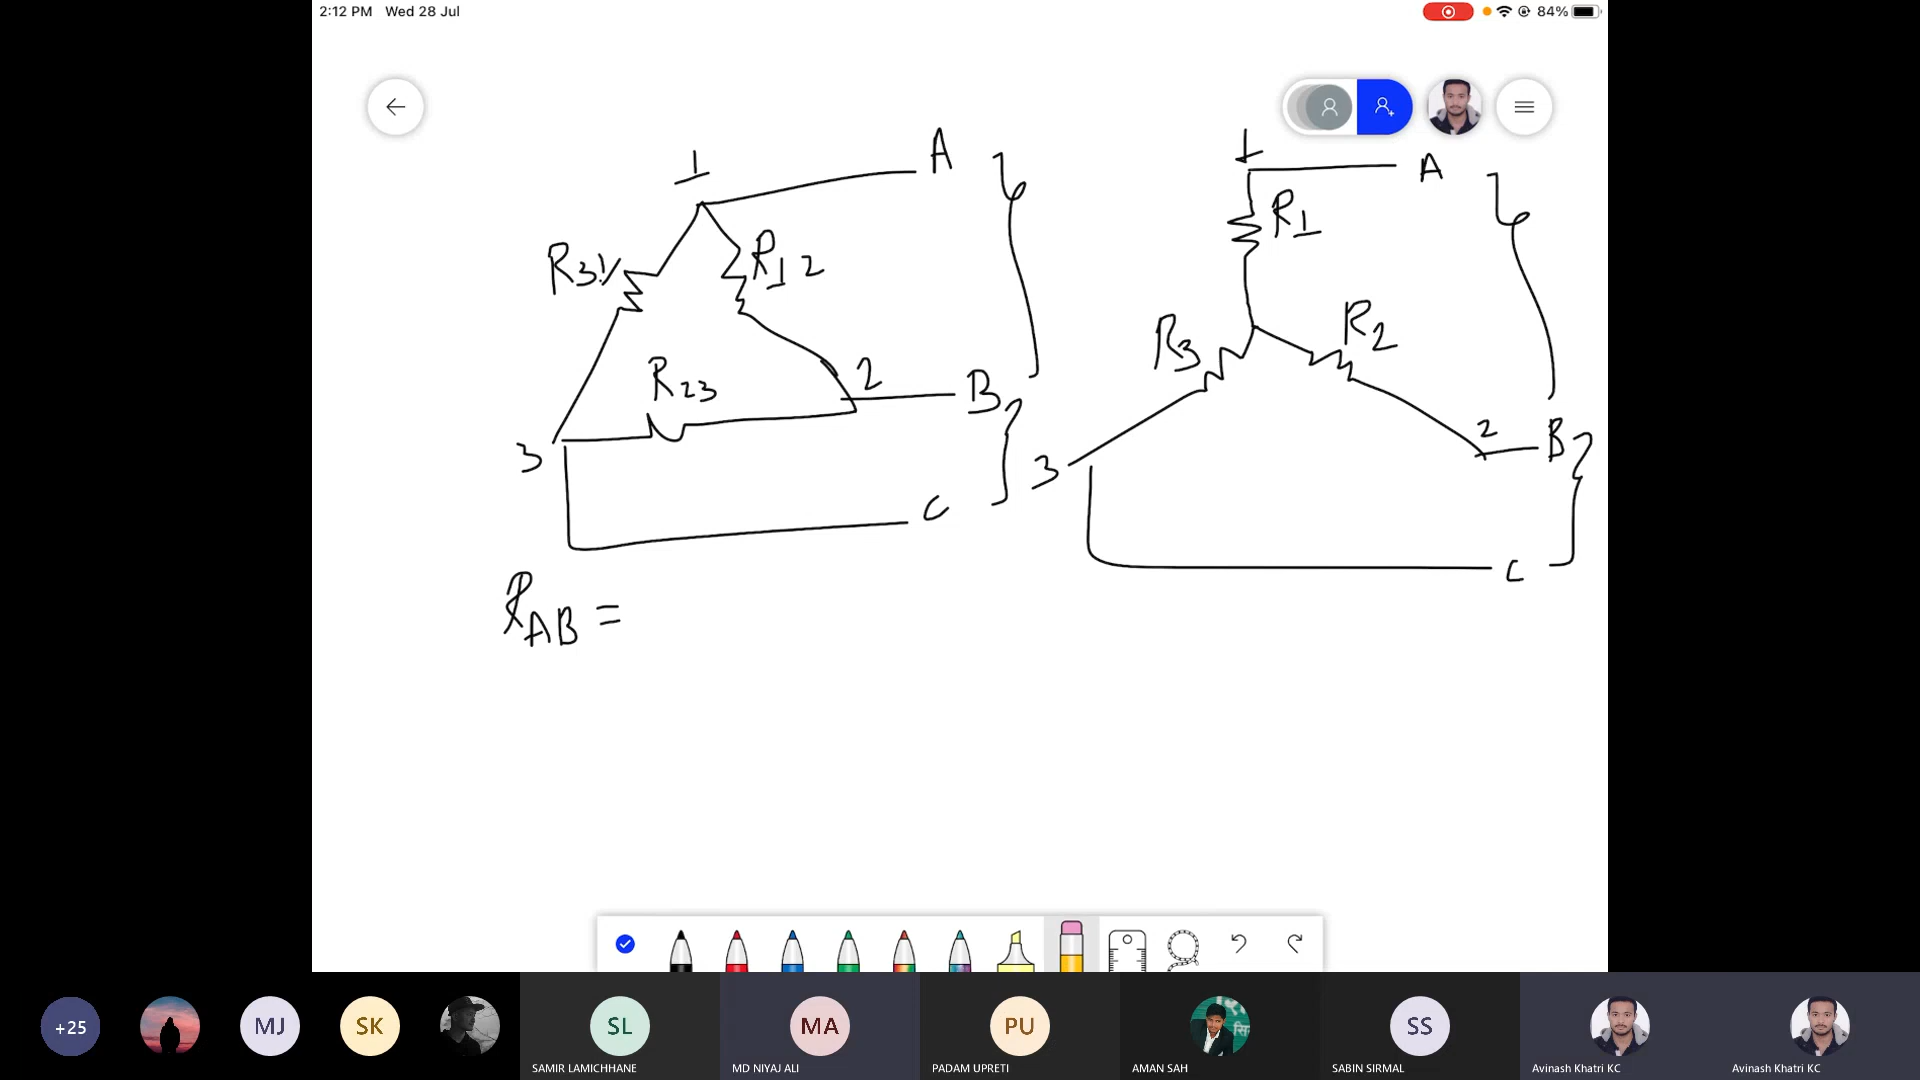 2:12 PM Wed 28 Jul
84%
1
A
R31
R12
R23
2
B
3
C
RAB =
1
A
R1
R3
R2
2
B
3
C
+25
MJ
SK
SL
MA
PU
SS
SAMIR LAMICHHANE
MD NIYAJ ALI
PADAM UPRETI
AMAN SAH
SABIN SIRMAL
Avinash Khatri KC
Avinash Khatri KC